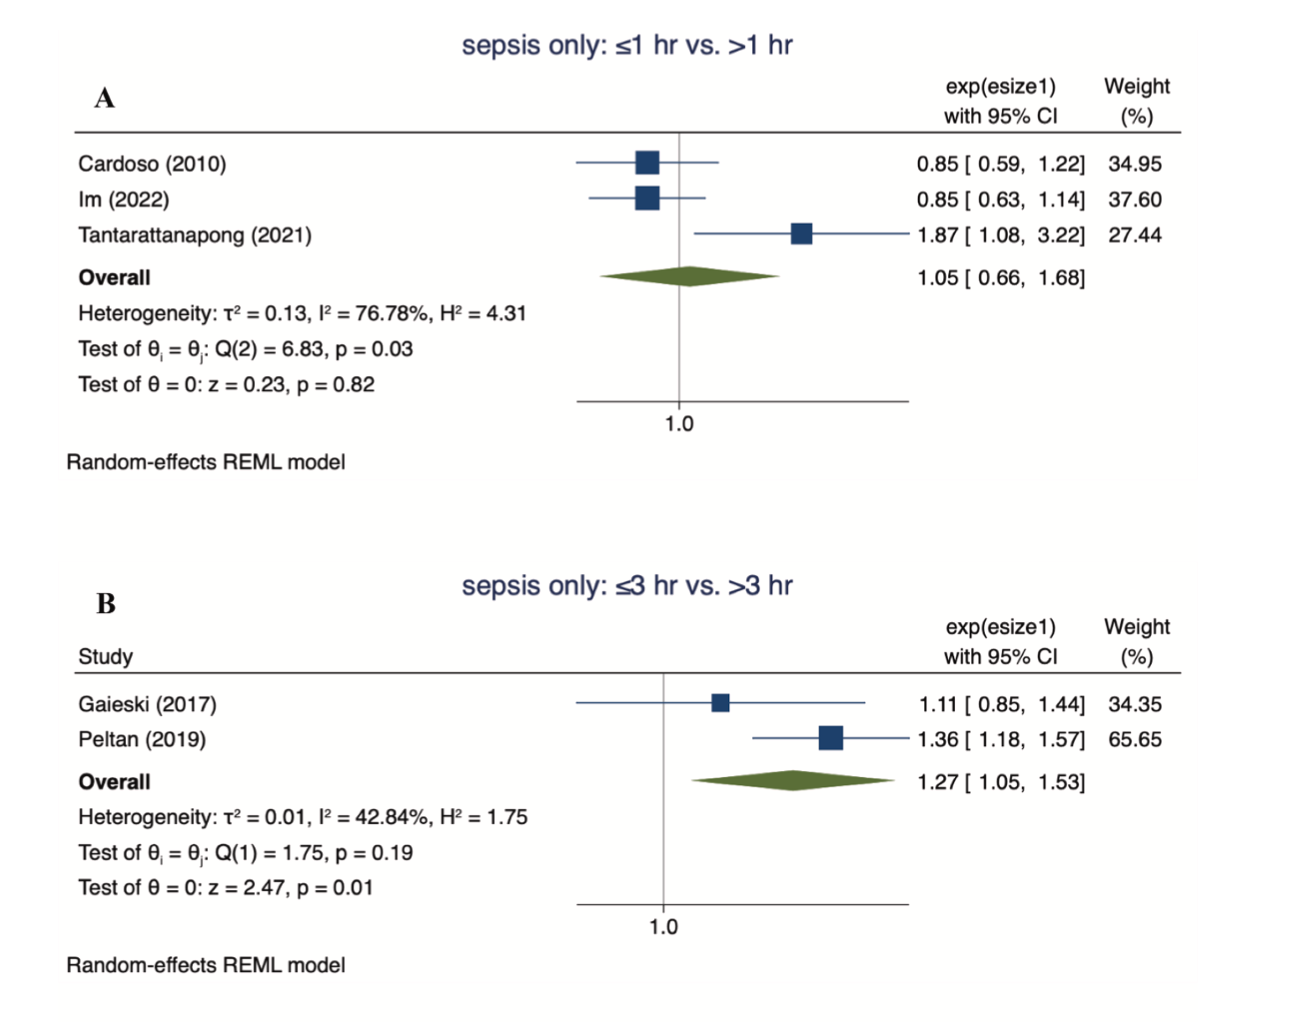 sepsis only: ≤1 hr vs. >1 hr
A
exp(esize1) Weight
with 95% CI (%)
Cardoso (2010) 0.85 [ 0.59, 1.22] 34.95
Im (2022) 0.85 [ 0.63, 1.14] 37.60
Tantarattanapong (2021) 1.87 [ 1.08, 3.22] 27.44
Overall 1.05 [ 0.66, 1.68]
Heterogeneity: τ² = 0.13, I² = 76.78%, H² = 4.31
Test of θᵢ = θⱼ: Q(2) = 6.83, p = 0.03
Test of θ = 0: z = 0.23, p = 0.82
1.0
Random-effects REML model
sepsis only: ≤3 hr vs. >3 hr
B
exp(esize1) Weight
Study with 95% CI (%)
Gaieski (2017) 1.11 [ 0.85, 1.44] 34.35
Peltan (2019) 1.36 [ 1.18, 1.57] 65.65
Overall 1.27 [ 1.05, 1.53]
Heterogeneity: τ² = 0.01, I² = 42.84%, H² = 1.75
Test of θᵢ = θⱼ: Q(1) = 1.75, p = 0.19
Test of θ = 0: z = 2.47, p = 0.01
1.0
Random-effects REML model